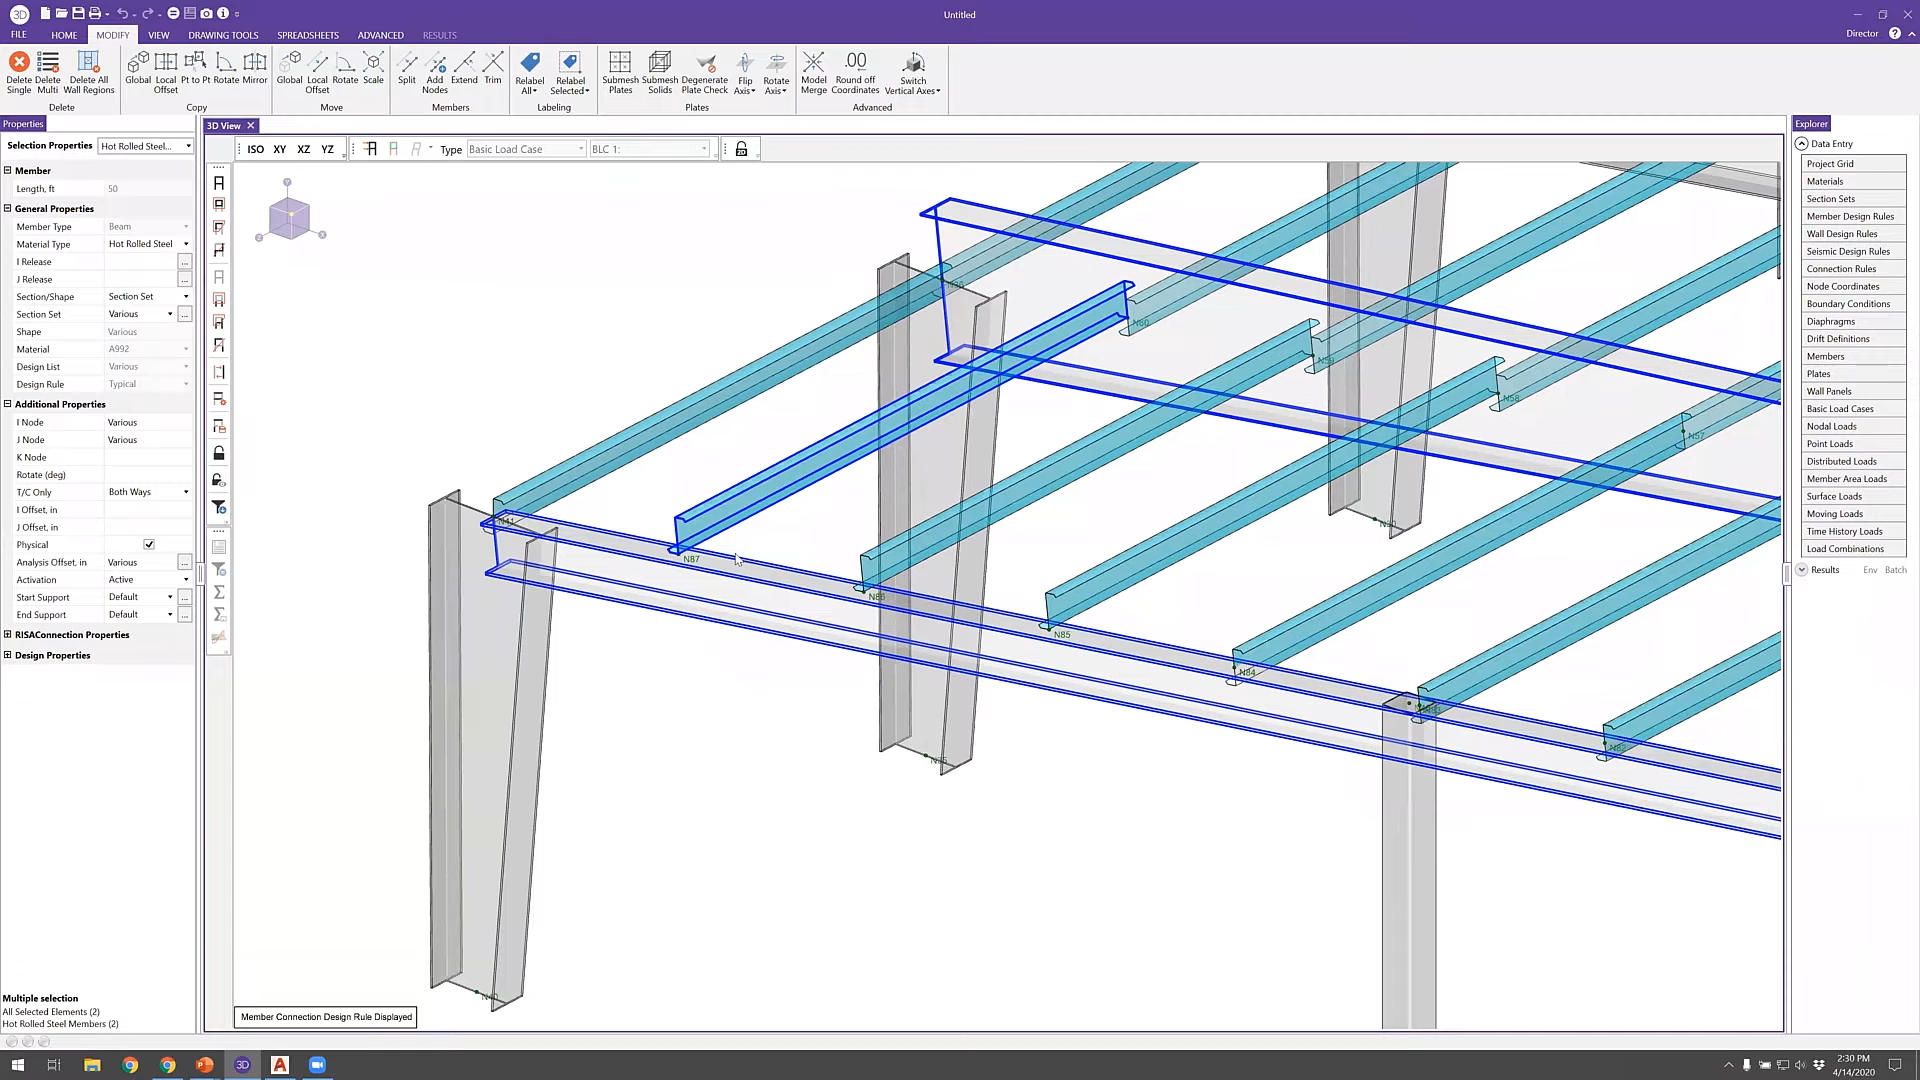 3D
Untitled
FILE HOME MODIFY VIEW DRAWING TOOLS SPREADSHEETS ADVANCED RESULTS
Director
Delete Single Delete Multi Delete All Wall Regions
Delete
Global Local Offset Pt to Pt Rotate Mirror
Copy
Global Local Offset Rotate Scale
Move
Split Add Nodes Extend Trim
Members
Relabel All Relabel Selected
Labeling
Submesh Plates Submesh Solids Degenerate Plate Check Flip Axis Rotate Axis
Plates
Model Merge .00 Round off Coordinates Switch Vertical Axes
Advanced
Properties
Selection Properties Hot Rolled Steel...
Member
Length, ft 50
General Properties
Member Type Beam
Material Type Hot Rolled Steel
I Release ...
J Release ...
Section/Shape Section Set
Section Set Various ...
Shape Various
Material A992
Design List Various
Design Rule Typical
Additional Properties
I Node Various
J Node Various
K Node
Rotate (deg)
T/C Only Both Ways
I Offset, in
J Offset, in
Physical
Analysis Offset, in Various ...
Activation Active
Start Support Default ...
End Support Default ...
RISAConnection Properties
Design Properties
Multiple selection
All Selected Elements (2)
Hot Rolled Steel Members (2)
3D View
ISO XY XZ YZ Type Basic Load Case BLC 1:
N60
N59
N58
N57
N41
N87
N86
N85
N84
N82
Member Connection Design Rule Displayed
Explorer
Data Entry
Project Grid
Materials
Section Sets
Member Design Rules
Wall Design Rules
Seismic Design Rules
Connection Rules
Node Coordinates
Boundary Conditions
Diaphragms
Drift Definitions
Members
Plates
Wall Panels
Basic Load Cases
Nodal Loads
Point Loads
Distributed Loads
Member Area Loads
Surface Loads
Moving Loads
Time History Loads
Load Combinations
Results Env Batch
3D
2:30 PM
4/14/2020